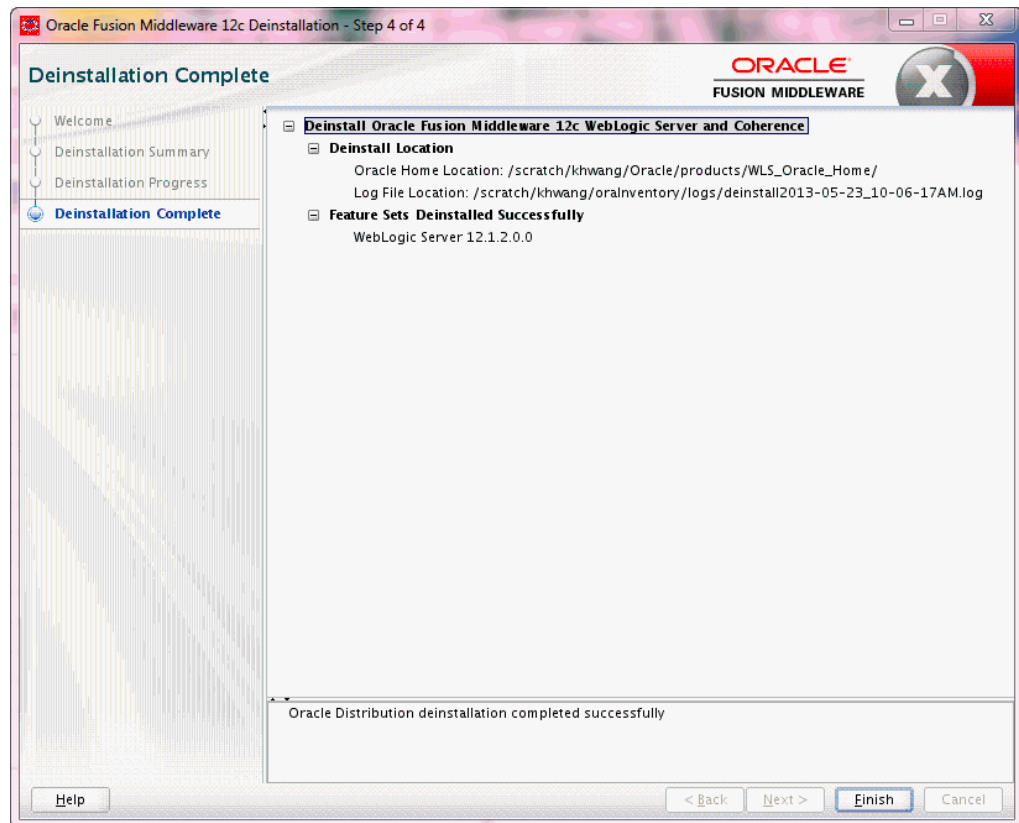 Oracle Fusion Middleware 12c Deinstallation - Step 4 of 4
Deinstallation Complete
ORACLE
FUSION MIDDLEWARE
Welcome
Deinstallation Summary
Deinstallation Progress
Deinstallation Complete
Deinstall Oracle Fusion Middleware 12c WebLogic Server and Coherence
Deinstall Location
Oracle Home Location: /scratch/khwang/Oracle/products/WLS_Oracle_Home/
Log File Location: /scratch/khwang/oraInventory/logs/deinstall2013-05-23_10-06-17AM.log
Feature Sets Deinstalled Successfully
WebLogic Server 12.1.2.0.0
Oracle Distribution deinstallation completed successfully
Help
< Back
Next >
Finish
Cancel